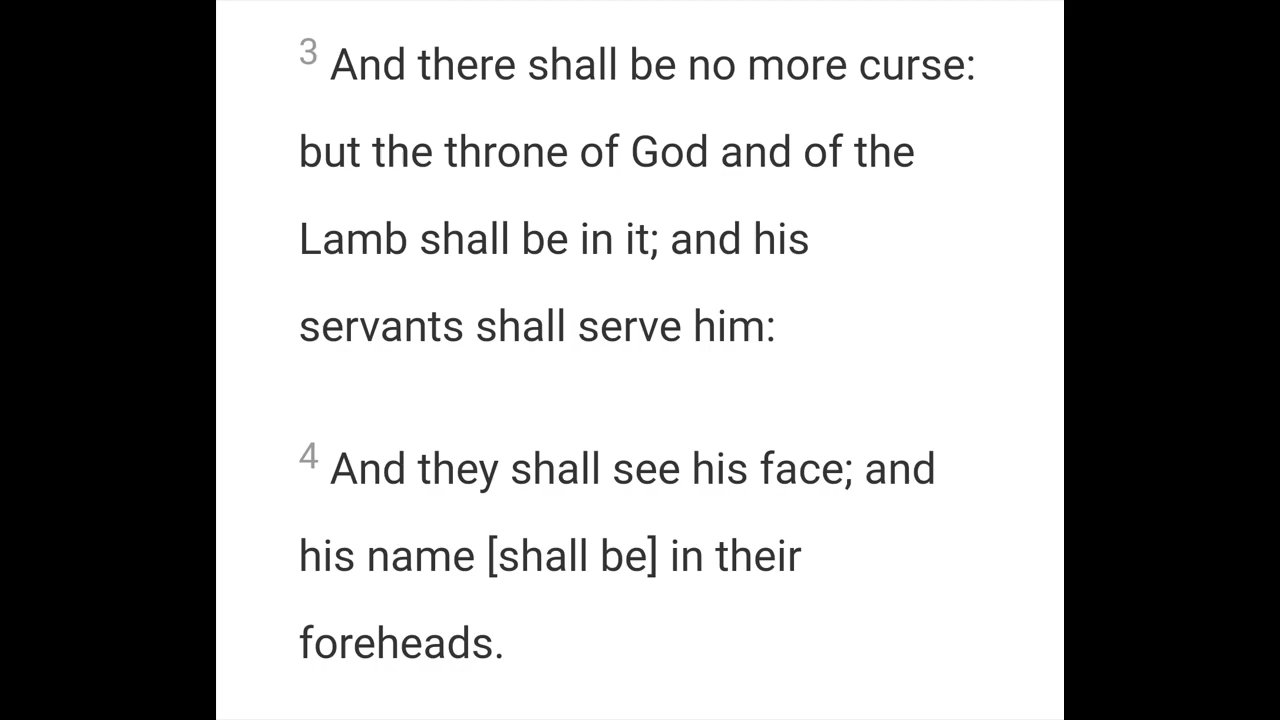 3 And there shall be no more curse:
but the throne of God and of the
Lamb shall be in it; and his
servants shall serve him:
4 And they shall see his face; and
his name [shall be] in their
foreheads.